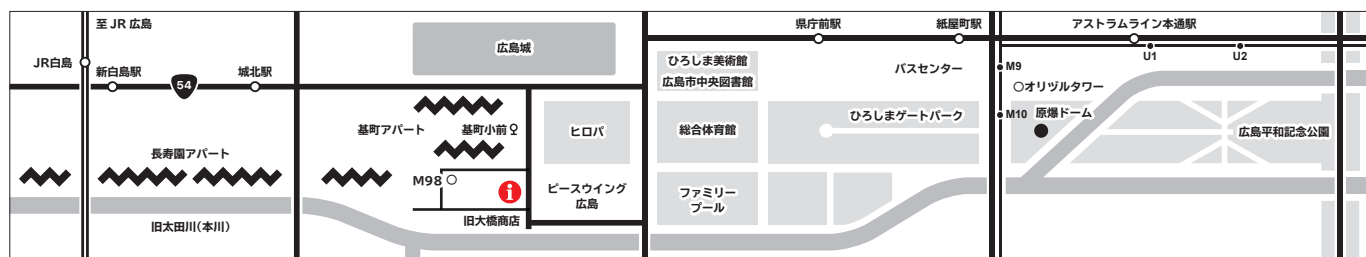 至 JR 広島
JR白島
新白島駅
54
城北駅
長寿園アパート
旧太田川(本川)
広島城
基町アパート
基町小前
M98
i
旧大橋商店
ヒロパ
ピースウイング
広島
県庁前駅
紙屋町駅
ひろしま美術館
広島市中央図書館
バスセンター
総合体育館
ひろしまゲートパーク
ファミリー
プール
アストラムライン本通駅
U1
U2
M9
オリヅルタワー
M10
原爆ドーム
広島平和記念公園